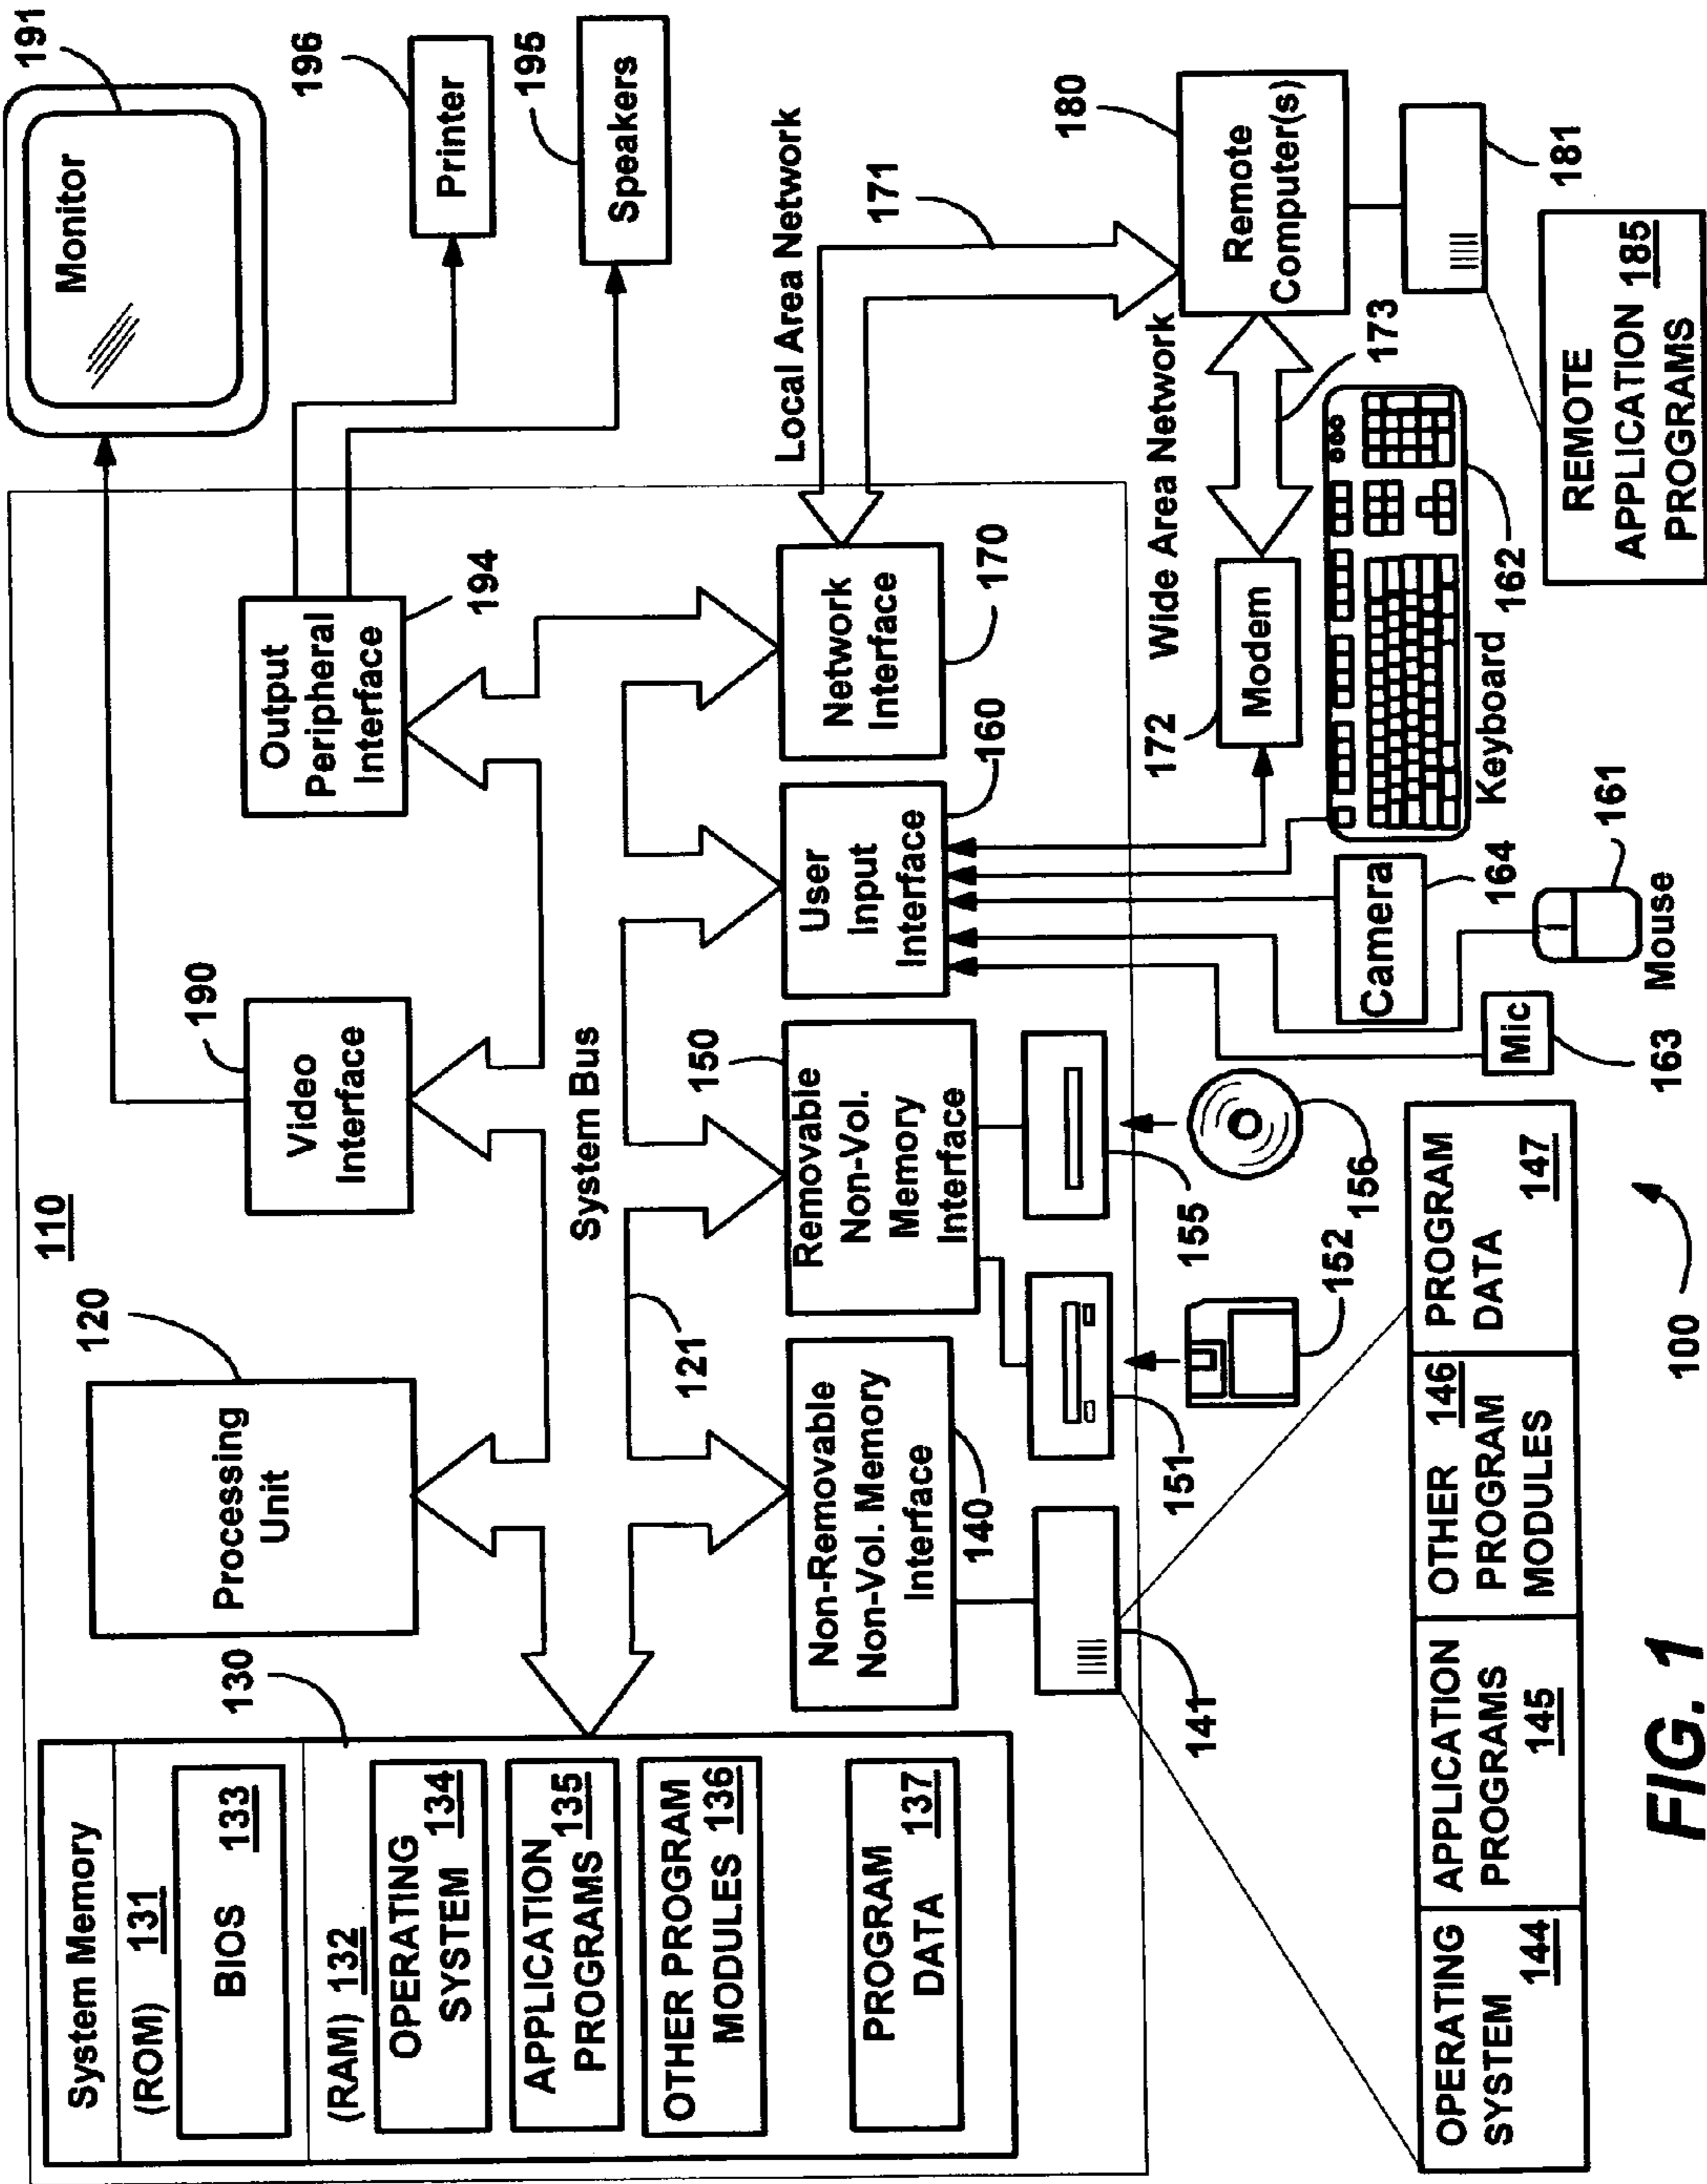 System Memory
(ROM) 131
BIOS 133
(RAM) 132
130
OPERATING
SYSTEM 134
APPLICATION
PROGRAMS 135
OTHER PROGRAM
MODULES 136
PROGRAM
DATA 137
110
120
Processing
Unit
190
Video
Interface
Output
Peripheral
Interface
194
Monitor
191
196
Printer
195
Speakers
System Bus
121
Non-Removable
Non-Vol. Memory
Interface
140
150
Removable
Non-Vol.
Memory
Interface
User
Input
Interface
160
Network
Interface
170
Local Area Network
171
141
151
152
155
156
172
Modem
Wide Area Network
173
180
Remote
Computer(s)
181
Mic
163
Mouse
161
Camera
164
Keyboard
162
REMOTE
APPLICATION 185
PROGRAMS
OPERATING
SYSTEM 144
APPLICATION
PROGRAMS
145
OTHER 146
PROGRAM
MODULES
PROGRAM
DATA 147
100
FIG. 1